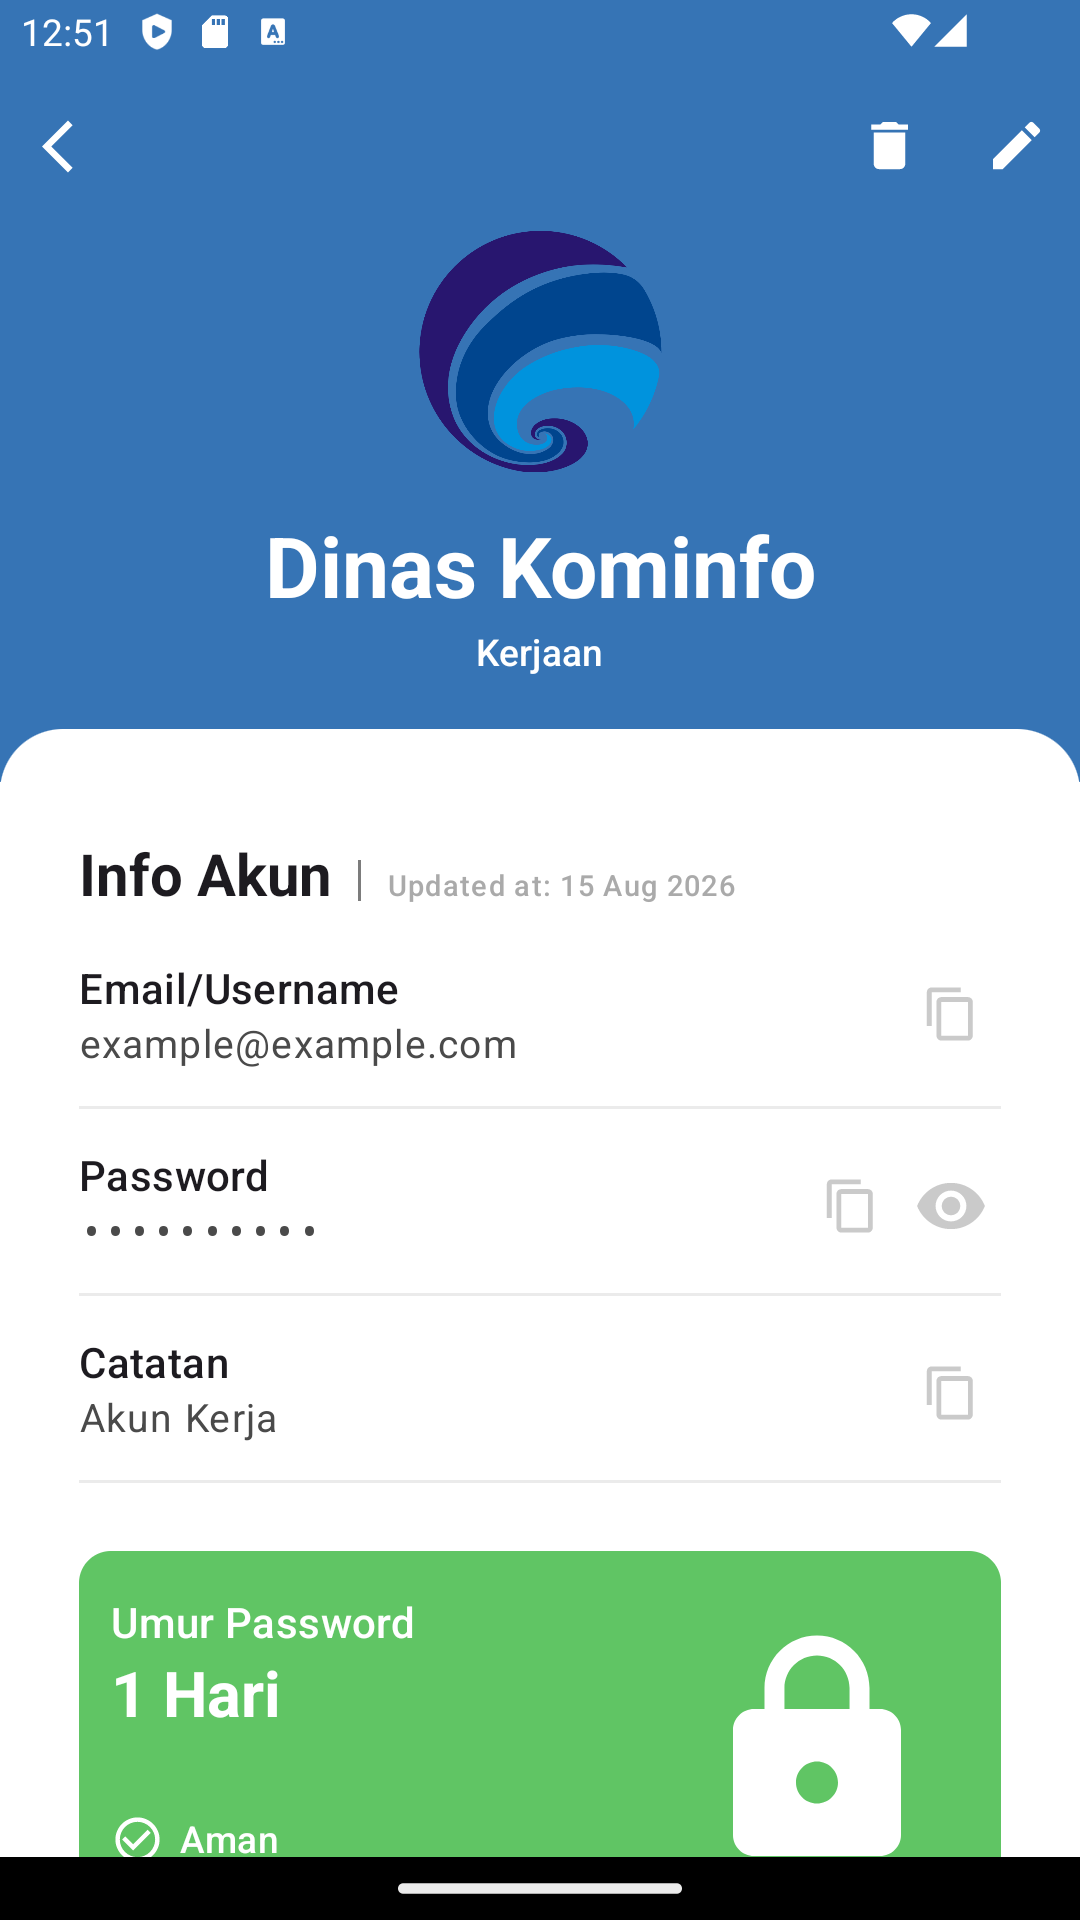 12:51
Dinas Kominfo
Kerjaan
Info Akun
Updated at: 15 Aug 2026
Email/Username
example@example.com
Password
••••••••••
Catatan
Akun Kerja
Umur Password
1 Hari
Aman